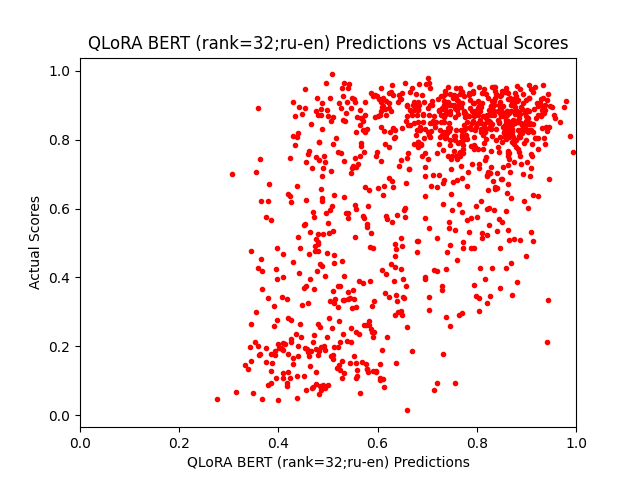 QLoRA BERT (rank=32;ru-en) Predictions vs Actual Scores
1.0
0.8
0.6
0.4
0.2
0.0
Actual Scores
0.0 0.2 0.4 0.6 0.8 1.0
QLoRA BERT (rank=32;ru-en) Predictions